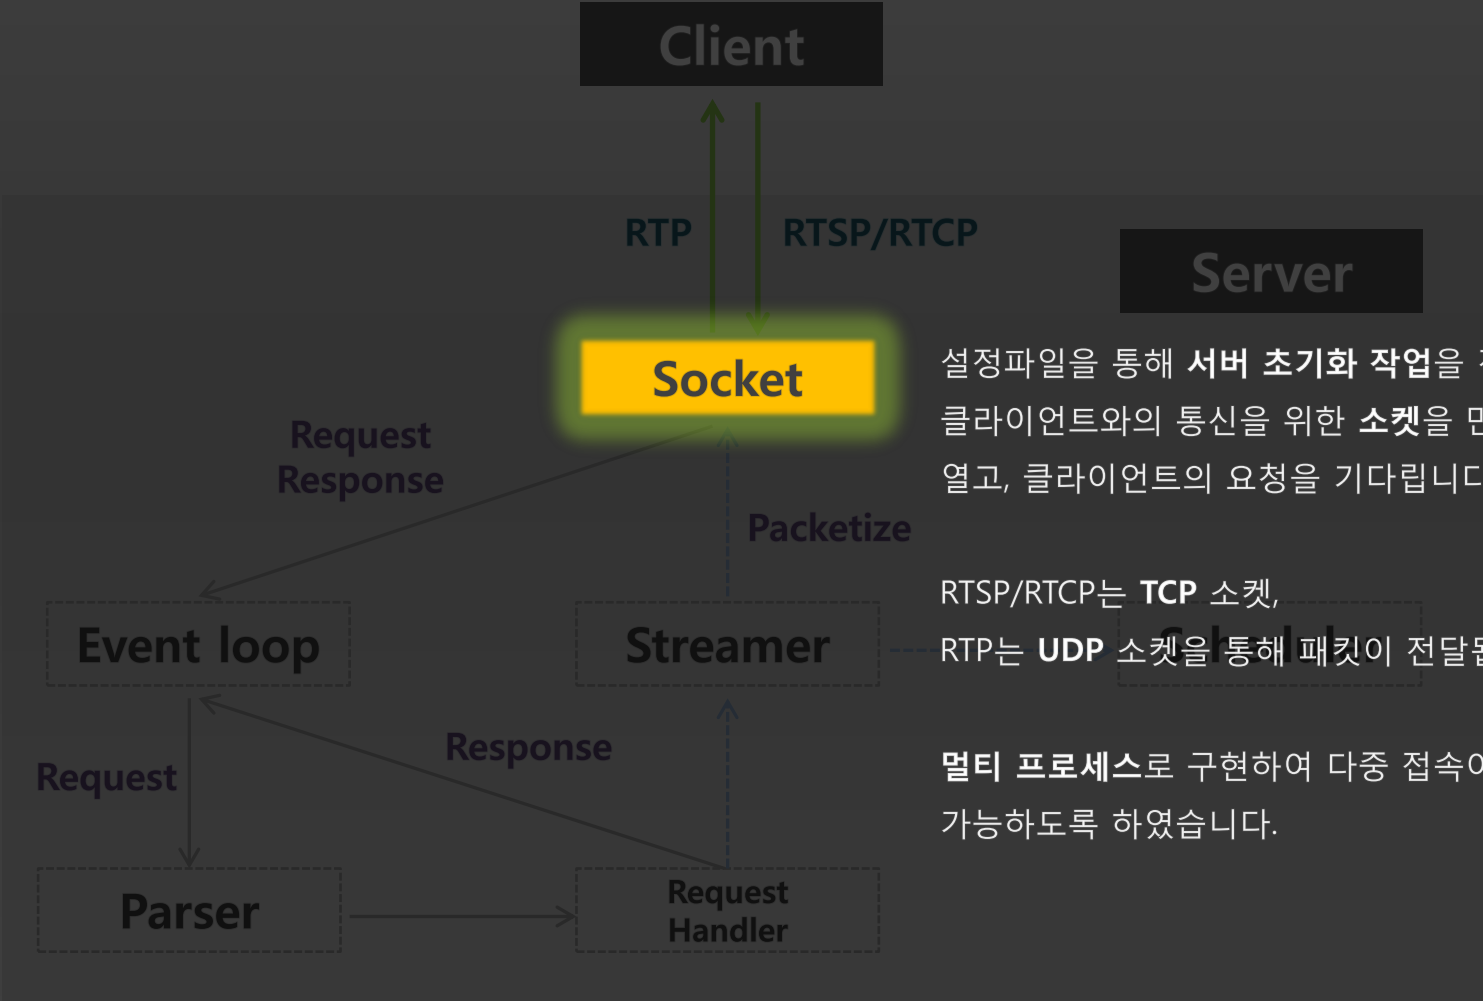 Client
RTP
RTSP/RTCP
Server
Socket
설정파일을 통해 서버 초기화 작업을
클라이언트와의 통신을 위한 소켓을
열고, 클라이언트의 요청을 기다립니다
Request
Response
Packetize
RTSP/RTCP는 TCP 소켓,
RTP는 UDP 소켓을 통해 패킷이
Event loop
Streamer
Scheduler
Response
Request
멀티 프로세스로 구현하여 다중
가능하도록 하였습니다.
Parser
Request
Handler